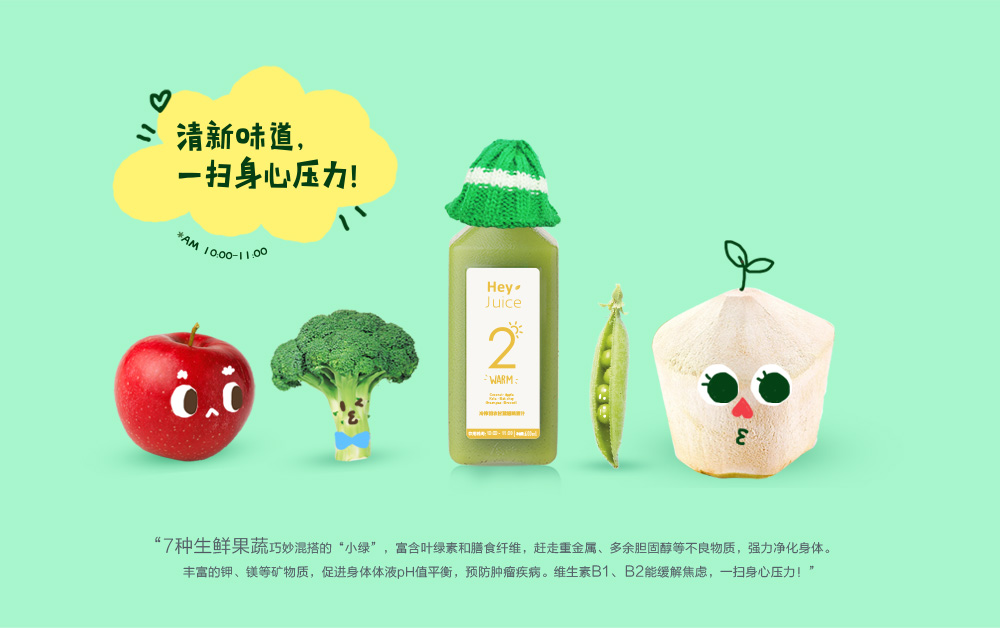 清新味道,
一扫身心压力!
*AM 10:00-11:00
Hey
Juice
2
WARM
“7种生鲜果蔬巧妙混搭的“小绿”，富含叶绿素和膳食纤维，赶走重金属、多余胆固醇等不良物质，强力净化身体。
丰富的钾、镁等矿物质，促进身体体液pH值平衡，预防肿瘤疾病。维生素B1、B2能缓解焦虑，一扫身心压力！”